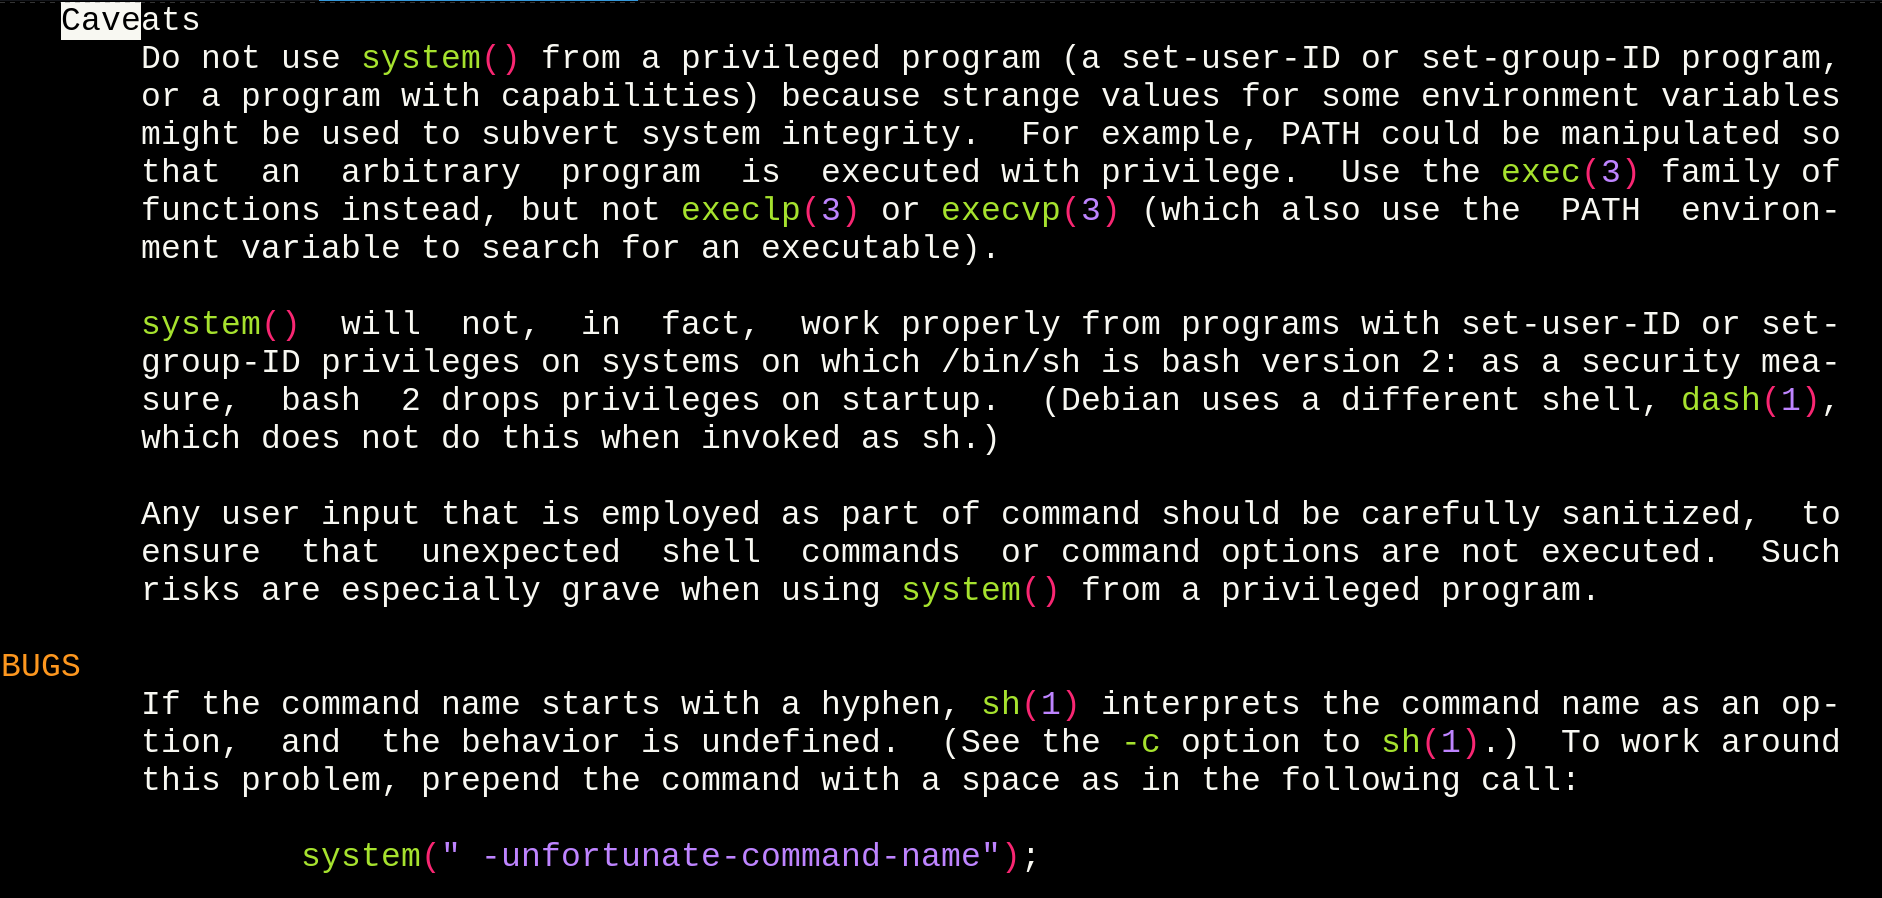 Caveats
Do not use system() from a privileged program (a set-user-ID or set-group-ID program,
or a program with capabilities) because strange values for some environment variables
might be used to subvert system integrity.  For example, PATH could be manipulated so
that  an  arbitrary  program  is  executed with privilege.  Use the exec(3) family of
functions instead, but not execlp(3) or execvp(3) (which also use the  PATH  environ-
ment variable to search for an executable).

system()  will  not,  in  fact,  work properly from programs with set-user-ID or set-
group-ID privileges on systems on which /bin/sh is bash version 2: as a security mea-
sure,  bash  2 drops privileges on startup.  (Debian uses a different shell, dash(1),
which does not do this when invoked as sh.)

Any user input that is employed as part of command should be carefully sanitized,  to
ensure  that  unexpected  shell  commands  or command options are not executed.  Such
risks are especially grave when using system() from a privileged program.

BUGS
If the command name starts with a hyphen, sh(1) interprets the command name as an op-
tion,  and  the behavior is undefined.  (See the -c option to sh(1).)  To work around
this problem, prepend the command with a space as in the following call:

system(" -unfortunate-command-name");